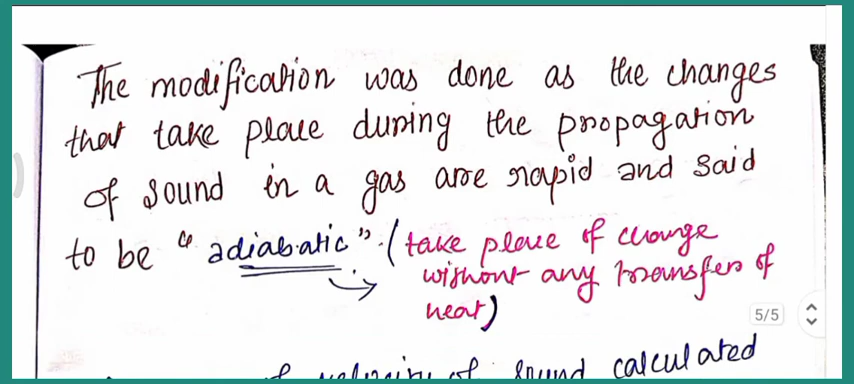 The modification was done as the changes
that take place during the propagation
of sound in a gas are rapid and said
to be "adiabatic". (take place of change
without any transfer of
heat)
5/5
of velocity of sound calculated